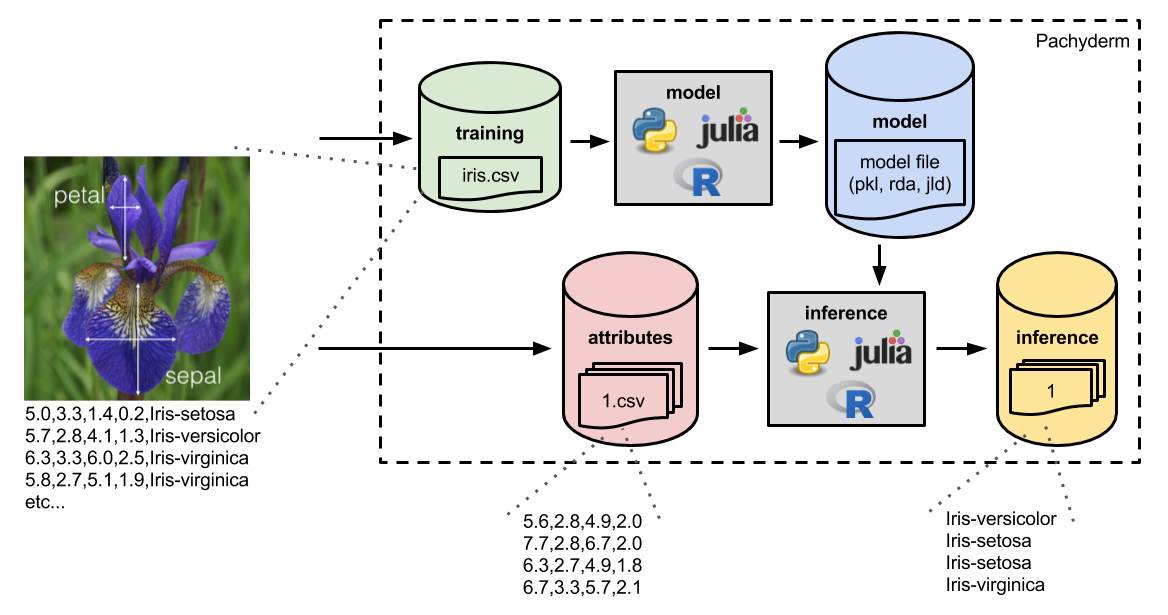 Pachyderm
training
iris.csv
model
julia
R
model
model file
(pkl, rda, jld)
petal
sepal
5.0,3.3,1.4,0.2,Iris-setosa
5.7,2.8,4.1,1.3,Iris-versicolor
6.3,3.3,6.0,2.5,Iris-virginica
5.8,2.7,5.1,1.9,Iris-virginica
etc...
attributes
1.csv
inference
julia
R
inference
1
5.6,2.8,4.9,2.0
7.7,2.8,6.7,2.0
6.3,2.7,4.9,1.8
6.7,3.3,5.7,2.1
Iris-versicolor
Iris-setosa
Iris-setosa
Iris-virginica